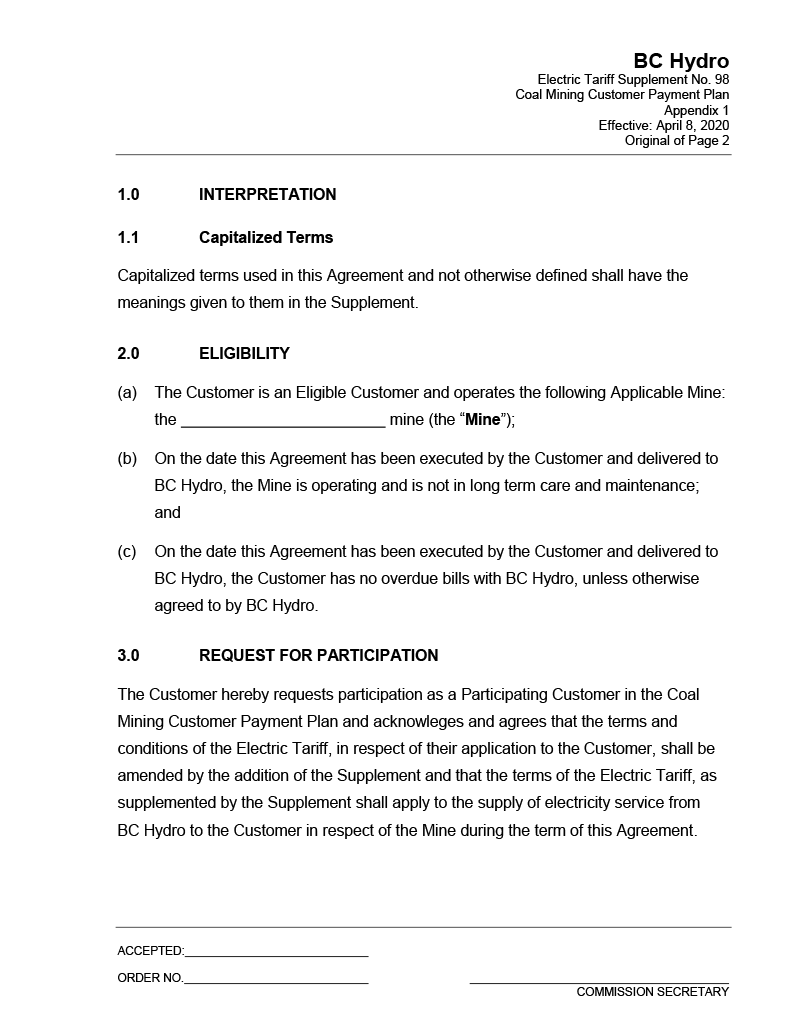 BC Hydro
Electric Tariff Supplement No. 98
Coal Mining Customer Payment Plan
Appendix 1
Effective: April 8, 2020
Original of Page 2
1.0 INTERPRETATION
1.1 Capitalized Terms
Capitalized terms used in this Agreement and not otherwise defined shall have the
meanings given to them in the Supplement.
2.0 ELIGIBILITY
(a) The Customer is an Eligible Customer and operates the following Applicable Mine:
the _______________________ mine (the “Mine”);
(b) On the date this Agreement has been executed by the Customer and delivered to
BC Hydro, the Mine is operating and is not in long term care and maintenance;
and
(c) On the date this Agreement has been executed by the Customer and delivered to
BC Hydro, the Customer has no overdue bills with BC Hydro, unless otherwise
agreed to by BC Hydro.
3.0 REQUEST FOR PARTICIPATION
The Customer hereby requests participation as a Participating Customer in the Coal
Mining Customer Payment Plan and acknowleges and agrees that the terms and
conditions of the Electric Tariff, in respect of their application to the Customer, shall be
amended by the addition of the Supplement and that the terms of the Electric Tariff, as
supplemented by the Supplement shall apply to the supply of electricity service from
BC Hydro to the Customer in respect of the Mine during the term of this Agreement.
ACCEPTED:____________________________
ORDER NO.____________________________
COMMISSION SECRETARY